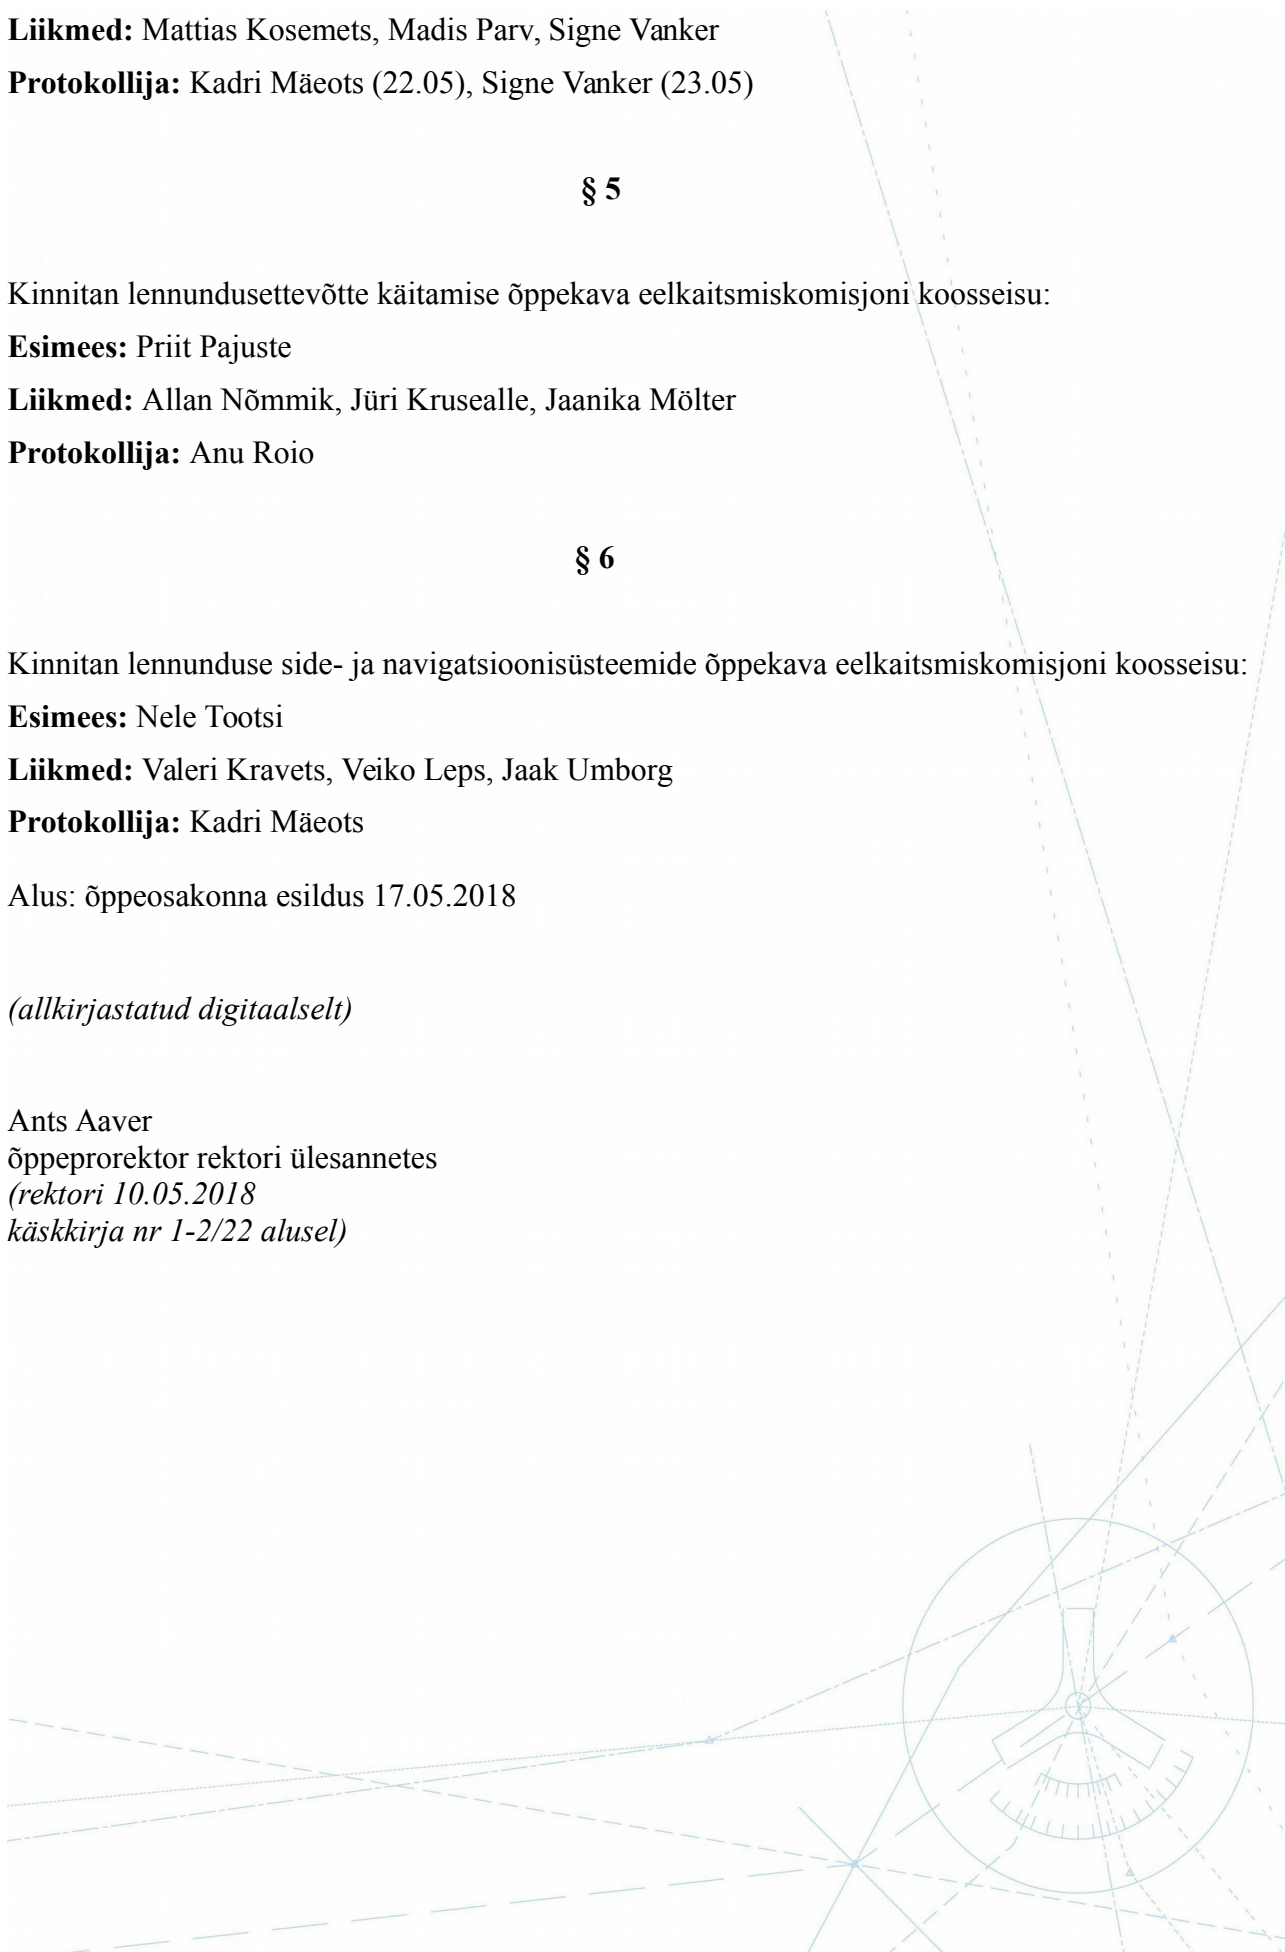 Liikmed: Mattias Kosemets, Madis Parv, Signe Vanker
Protokollija: Kadri Mäeots (22.05), Signe Vanker (23.05)
§ 5
Kinnitan lennundusettevõtte käitamise õppekava eelkaitsmiskomisjoni koosseisu:
Esimees: Priit Pajuste
Liikmed: Allan Nõmmik, Jüri Krusealle, Jaanika Mölter
Protokollija: Anu Roio
§ 6
Kinnitan lennunduse side- ja navigatsioonisüsteemide õppekava eelkaitsmiskomisjoni koosseisu:
Esimees: Nele Tootsi
Liikmed: Valeri Kravets, Veiko Leps, Jaak Umborg
Protokollija: Kadri Mäeots
Alus: õppeosakonna esildus 17.05.2018
(allkirjastatud digitaalselt)
Ants Aaver
õppeprorektor rektori ülesannetes
(rektori 10.05.2018
käskkirja nr 1-2/22 alusel)